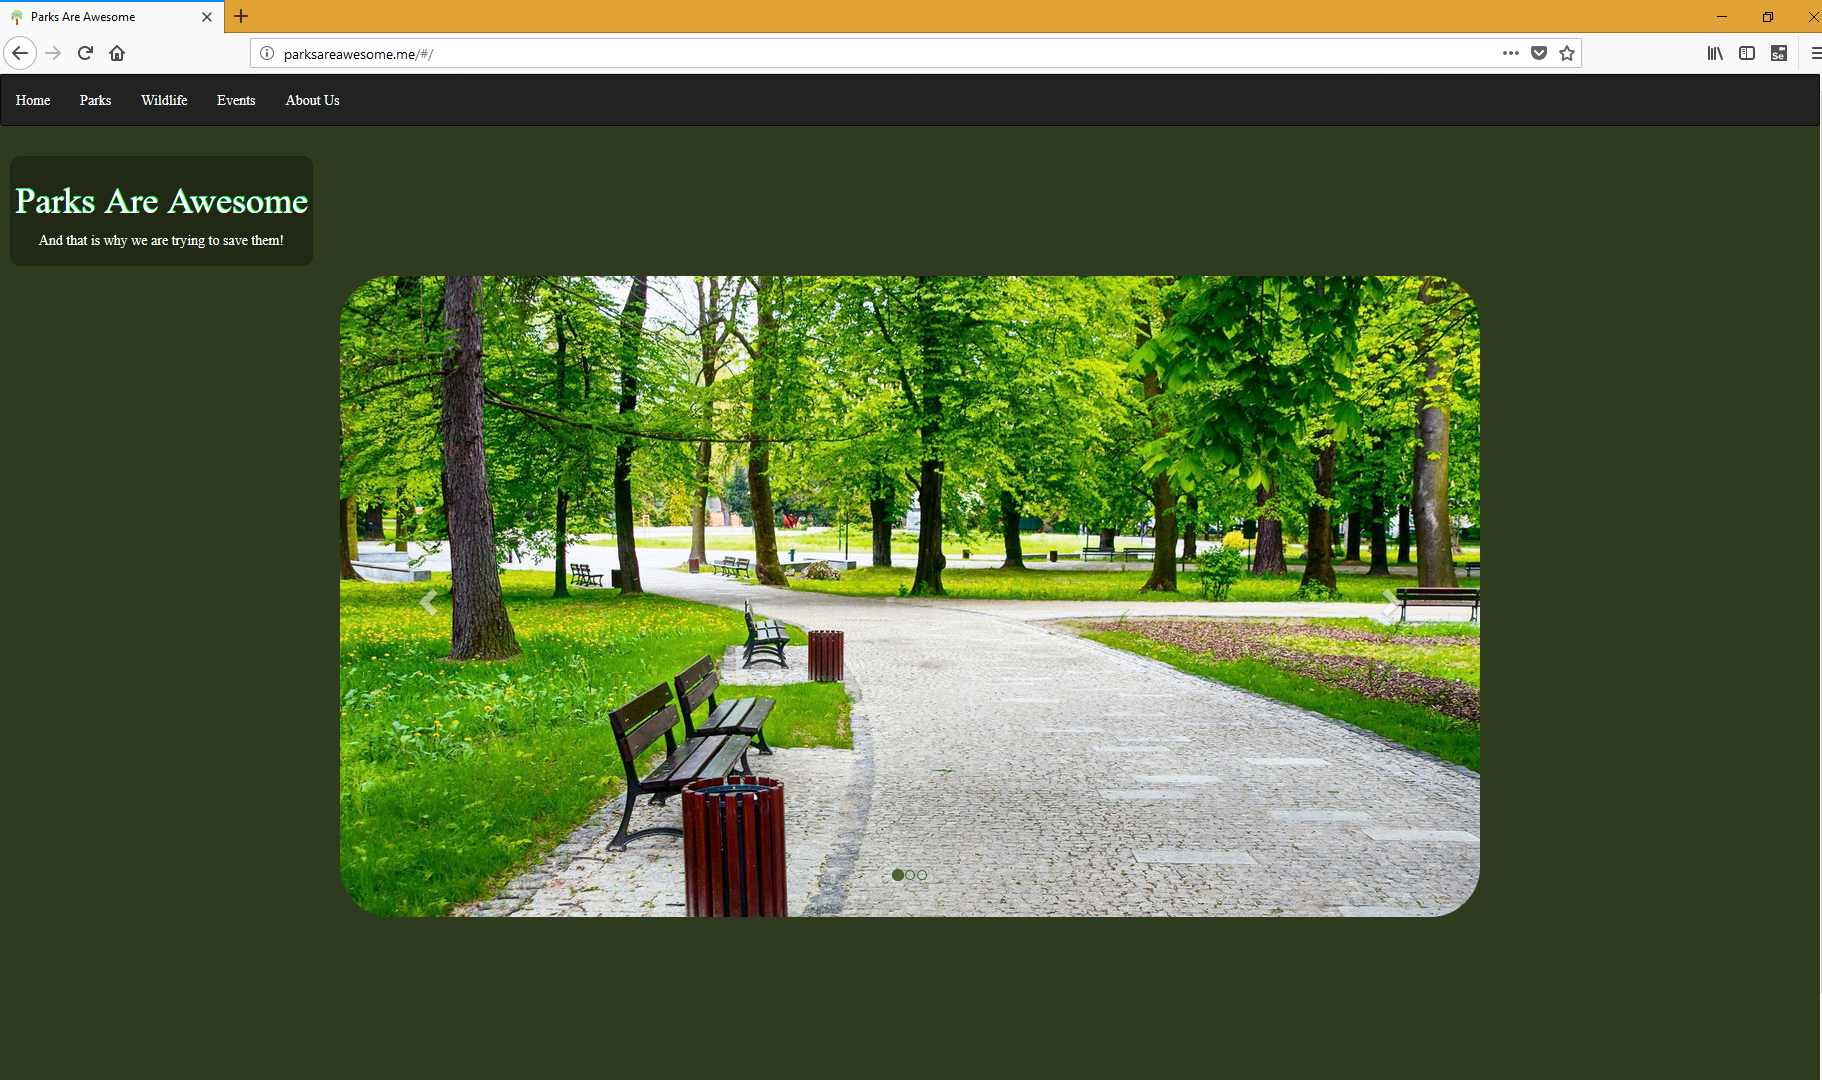 Parks Are Awesome
parksareawesome.me/#/
Se
Home Parks Wildlife Events About Us
Parks Are Awesome
And that is why we are trying to save them!